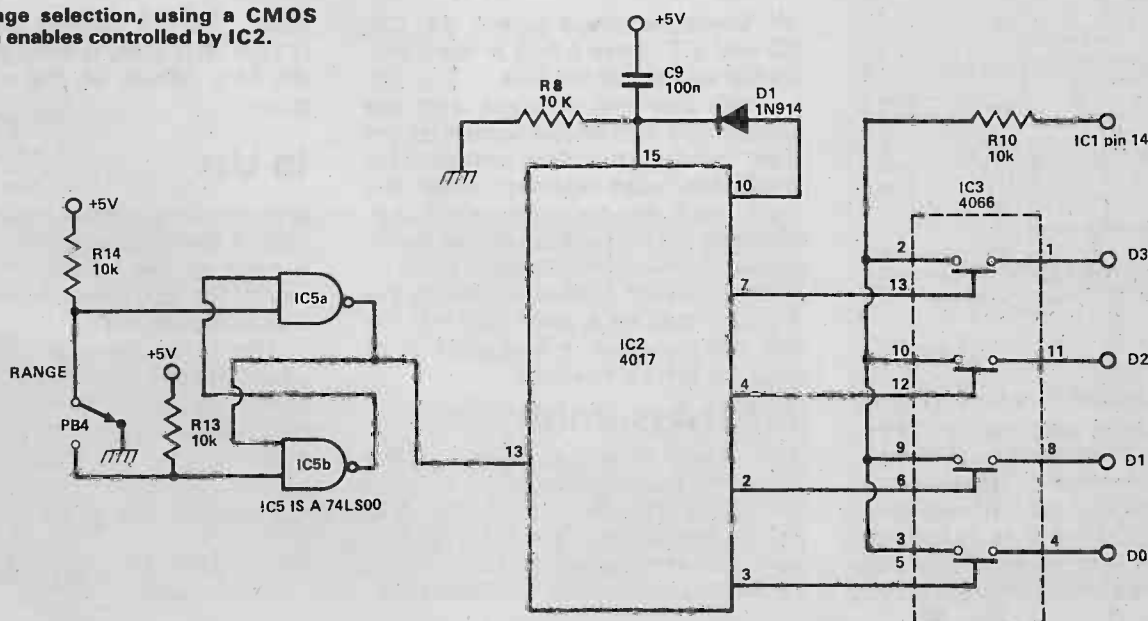 age selection, using a CMOS
enables controlled by IC2.
+5V
C9
100n
R8
10 K
D1
1N914
15
10
R10
10k
IC1 pin 14
IC3
4066
+5V
R14
10k
IC5a
2
1
D3
13
7
IC2
4017
RANGE
+5V
10
11
D2
12
4
PB4
R13
10k
IC5b
13
9
8
D1
6
2
IC5 IS A 74LS00
3
4
D0
5
3